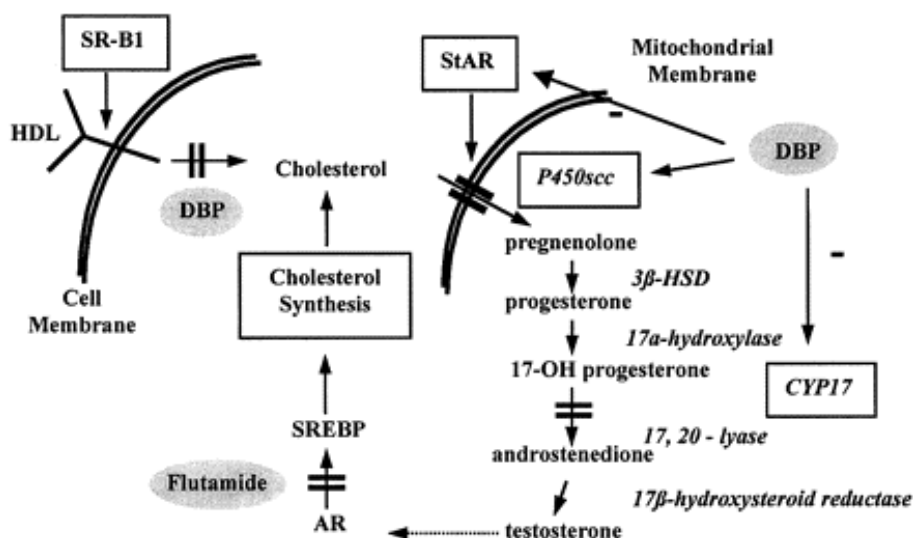 SR-B1
HDL
DBP
Cholesterol
Cholesterol
Synthesis
Cell
Membrane
SREBP
Flutamide
AR
StAR
Mitochondrial
Membrane
-
DBP
P450scc
pregnenolone
3β-HSD
progesterone
17a-hydroxylase
17-OH progesterone
-
CYP17
17, 20 - lyase
androstenedione
17β-hydroxysteroid reductase
testosterone